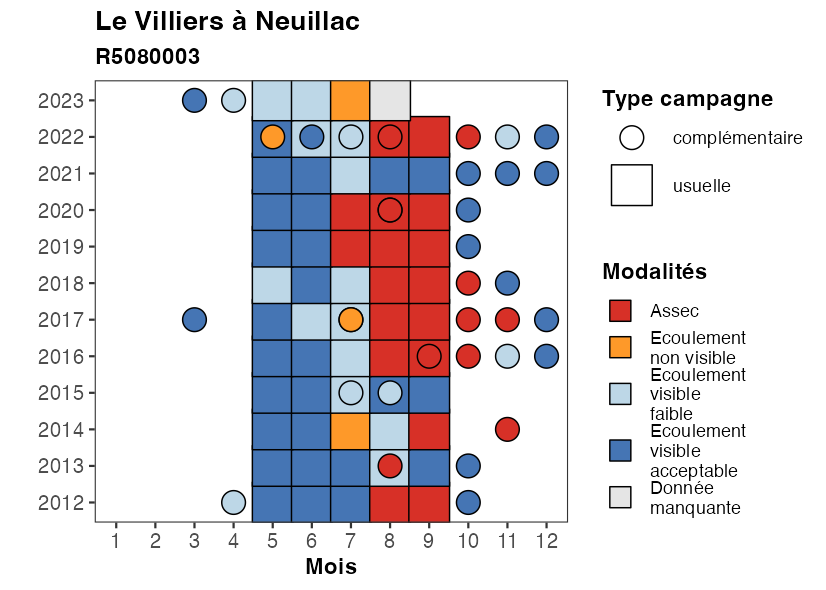 Le Villiers à Neuillac
R5080003
2023
2022
2021
2020
2019
2018
2017
2016
2015
2014
2013
2012
1 2 3 4 5 6 7 8 9 10 11 12
Mois
Type campagne
complémentaire
usuelle
Modalités
Assec
Ecoulement
non visible
Ecoulement
visible
faible
Ecoulement
visible
acceptable
Donnée
manquante